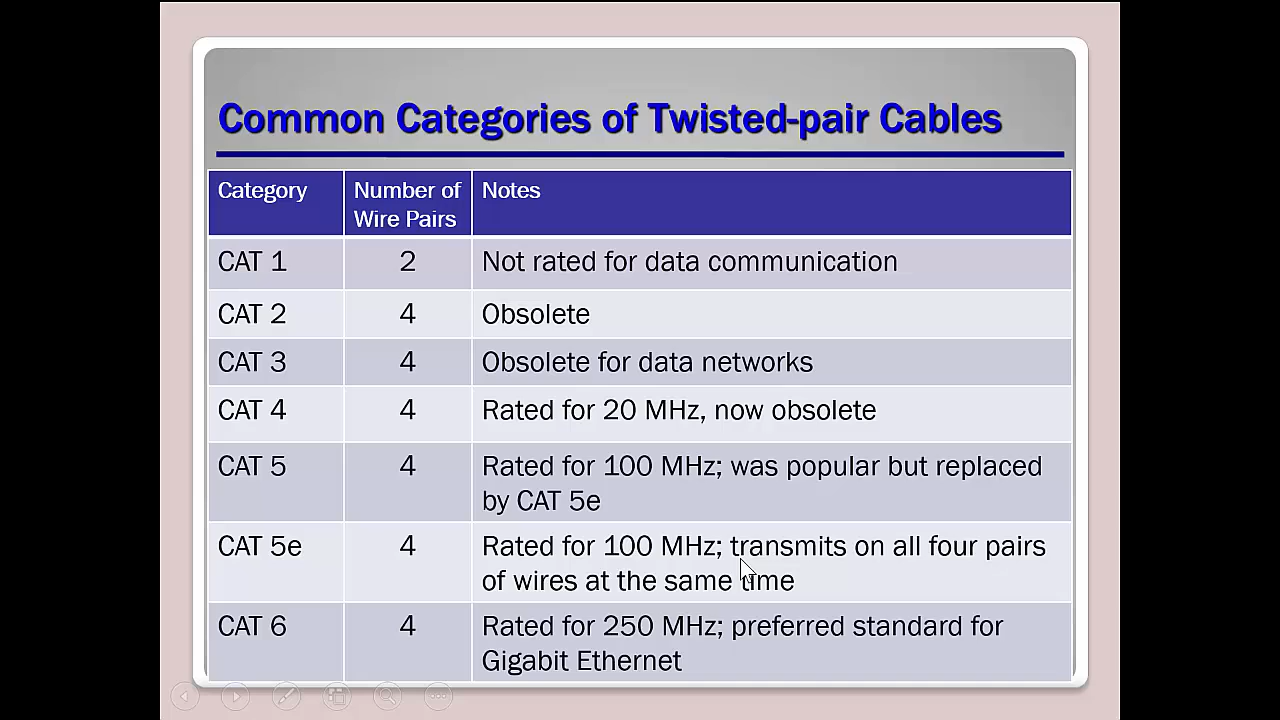 Common Categories of Twisted-pair Cables
Category
Number of
Wire Pairs
Notes
CAT 1
2
Not rated for data communication
CAT 2
4
Obsolete
CAT 3
4
Obsolete for data networks
CAT 4
4
Rated for 20 MHz, now obsolete
CAT 5
4
Rated for 100 MHz; was popular but replaced
by CAT 5e
CAT 5e
4
Rated for 100 MHz; transmits on all four pairs
of wires at the same time
CAT 6
4
Rated for 250 MHz; preferred standard for
Gigabit Ethernet